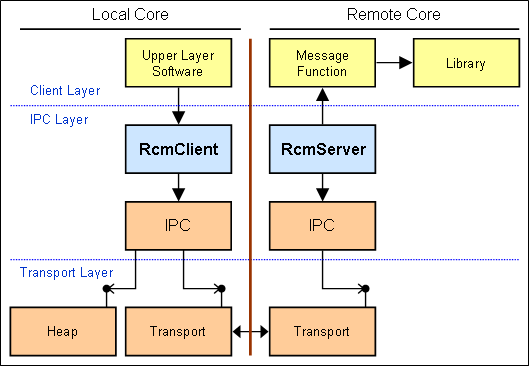 Local Core
Remote Core
Upper Layer
Software
Message
Function
Library
Client Layer
IPC Layer
RcmClient
RcmServer
IPC
IPC
Transport Layer
Heap
Transport
Transport